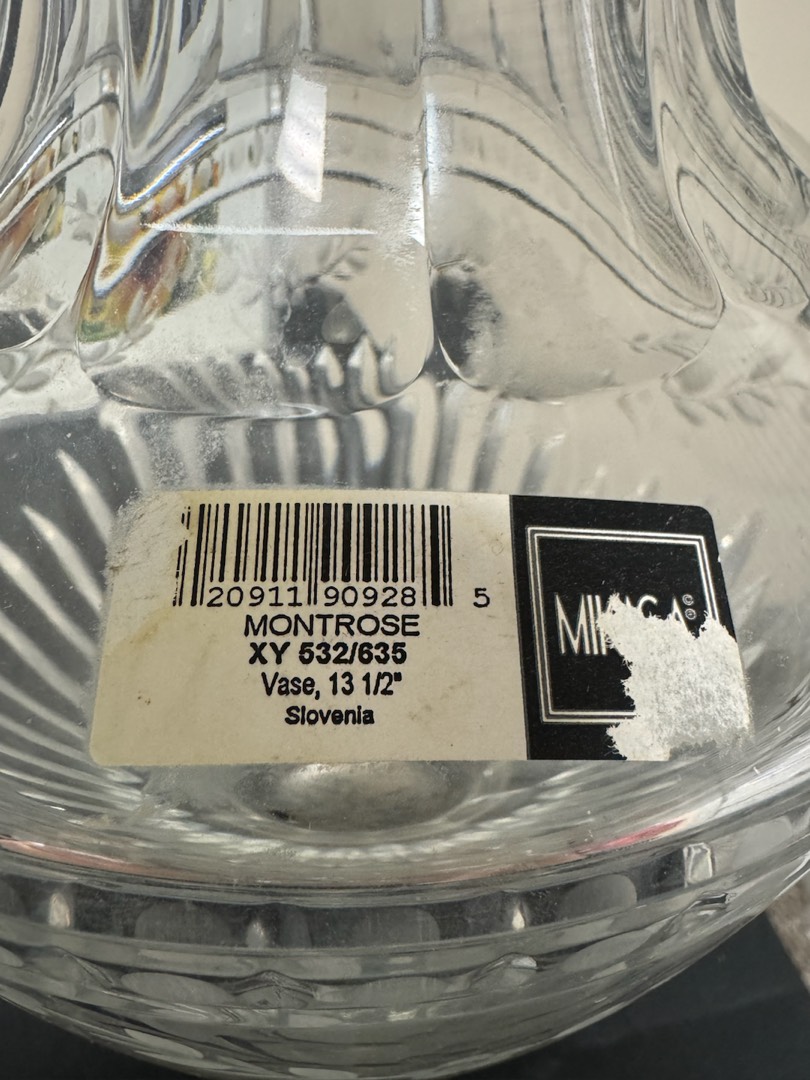 20911 90928 5
MONTROSE
XY 532/635
Vase, 13 1/2"
Slovenia